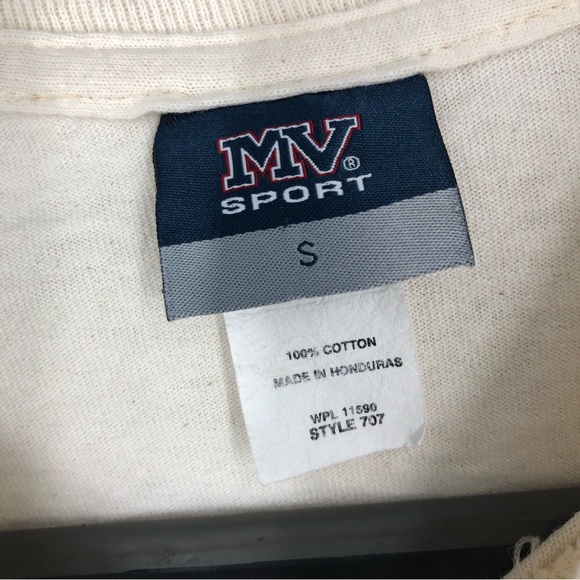 MV®
SPORT
S
100% COTTON
MADE IN HONDURAS
WPL 11590
STYLE 707